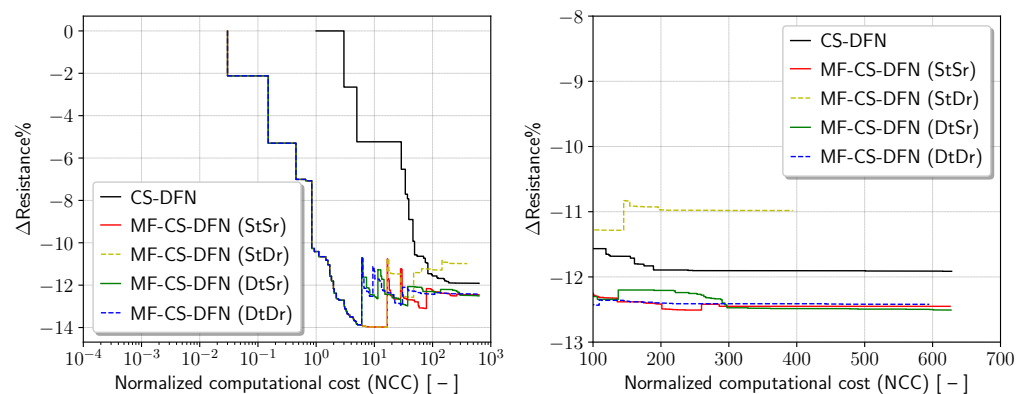 0
−2
−4
−6
−8
−10
−12
−14
ΔResistance%
CS-DFN
MF-CS-DFN (StSr)
MF-CS-DFN (StDr)
MF-CS-DFN (DtSr)
MF-CS-DFN (DtDr)
10⁻⁴ 10⁻³ 10⁻² 10⁻¹ 10⁰ 10¹ 10² 10³
Normalized computational cost (NCC) [ − ]
−8
−9
−10
−11
−12
−13
ΔResistance%
CS-DFN
MF-CS-DFN (StSr)
MF-CS-DFN (StDr)
MF-CS-DFN (DtSr)
MF-CS-DFN (DtDr)
100 200 300 400 500 600 700
Normalized computational cost (NCC) [ − ]